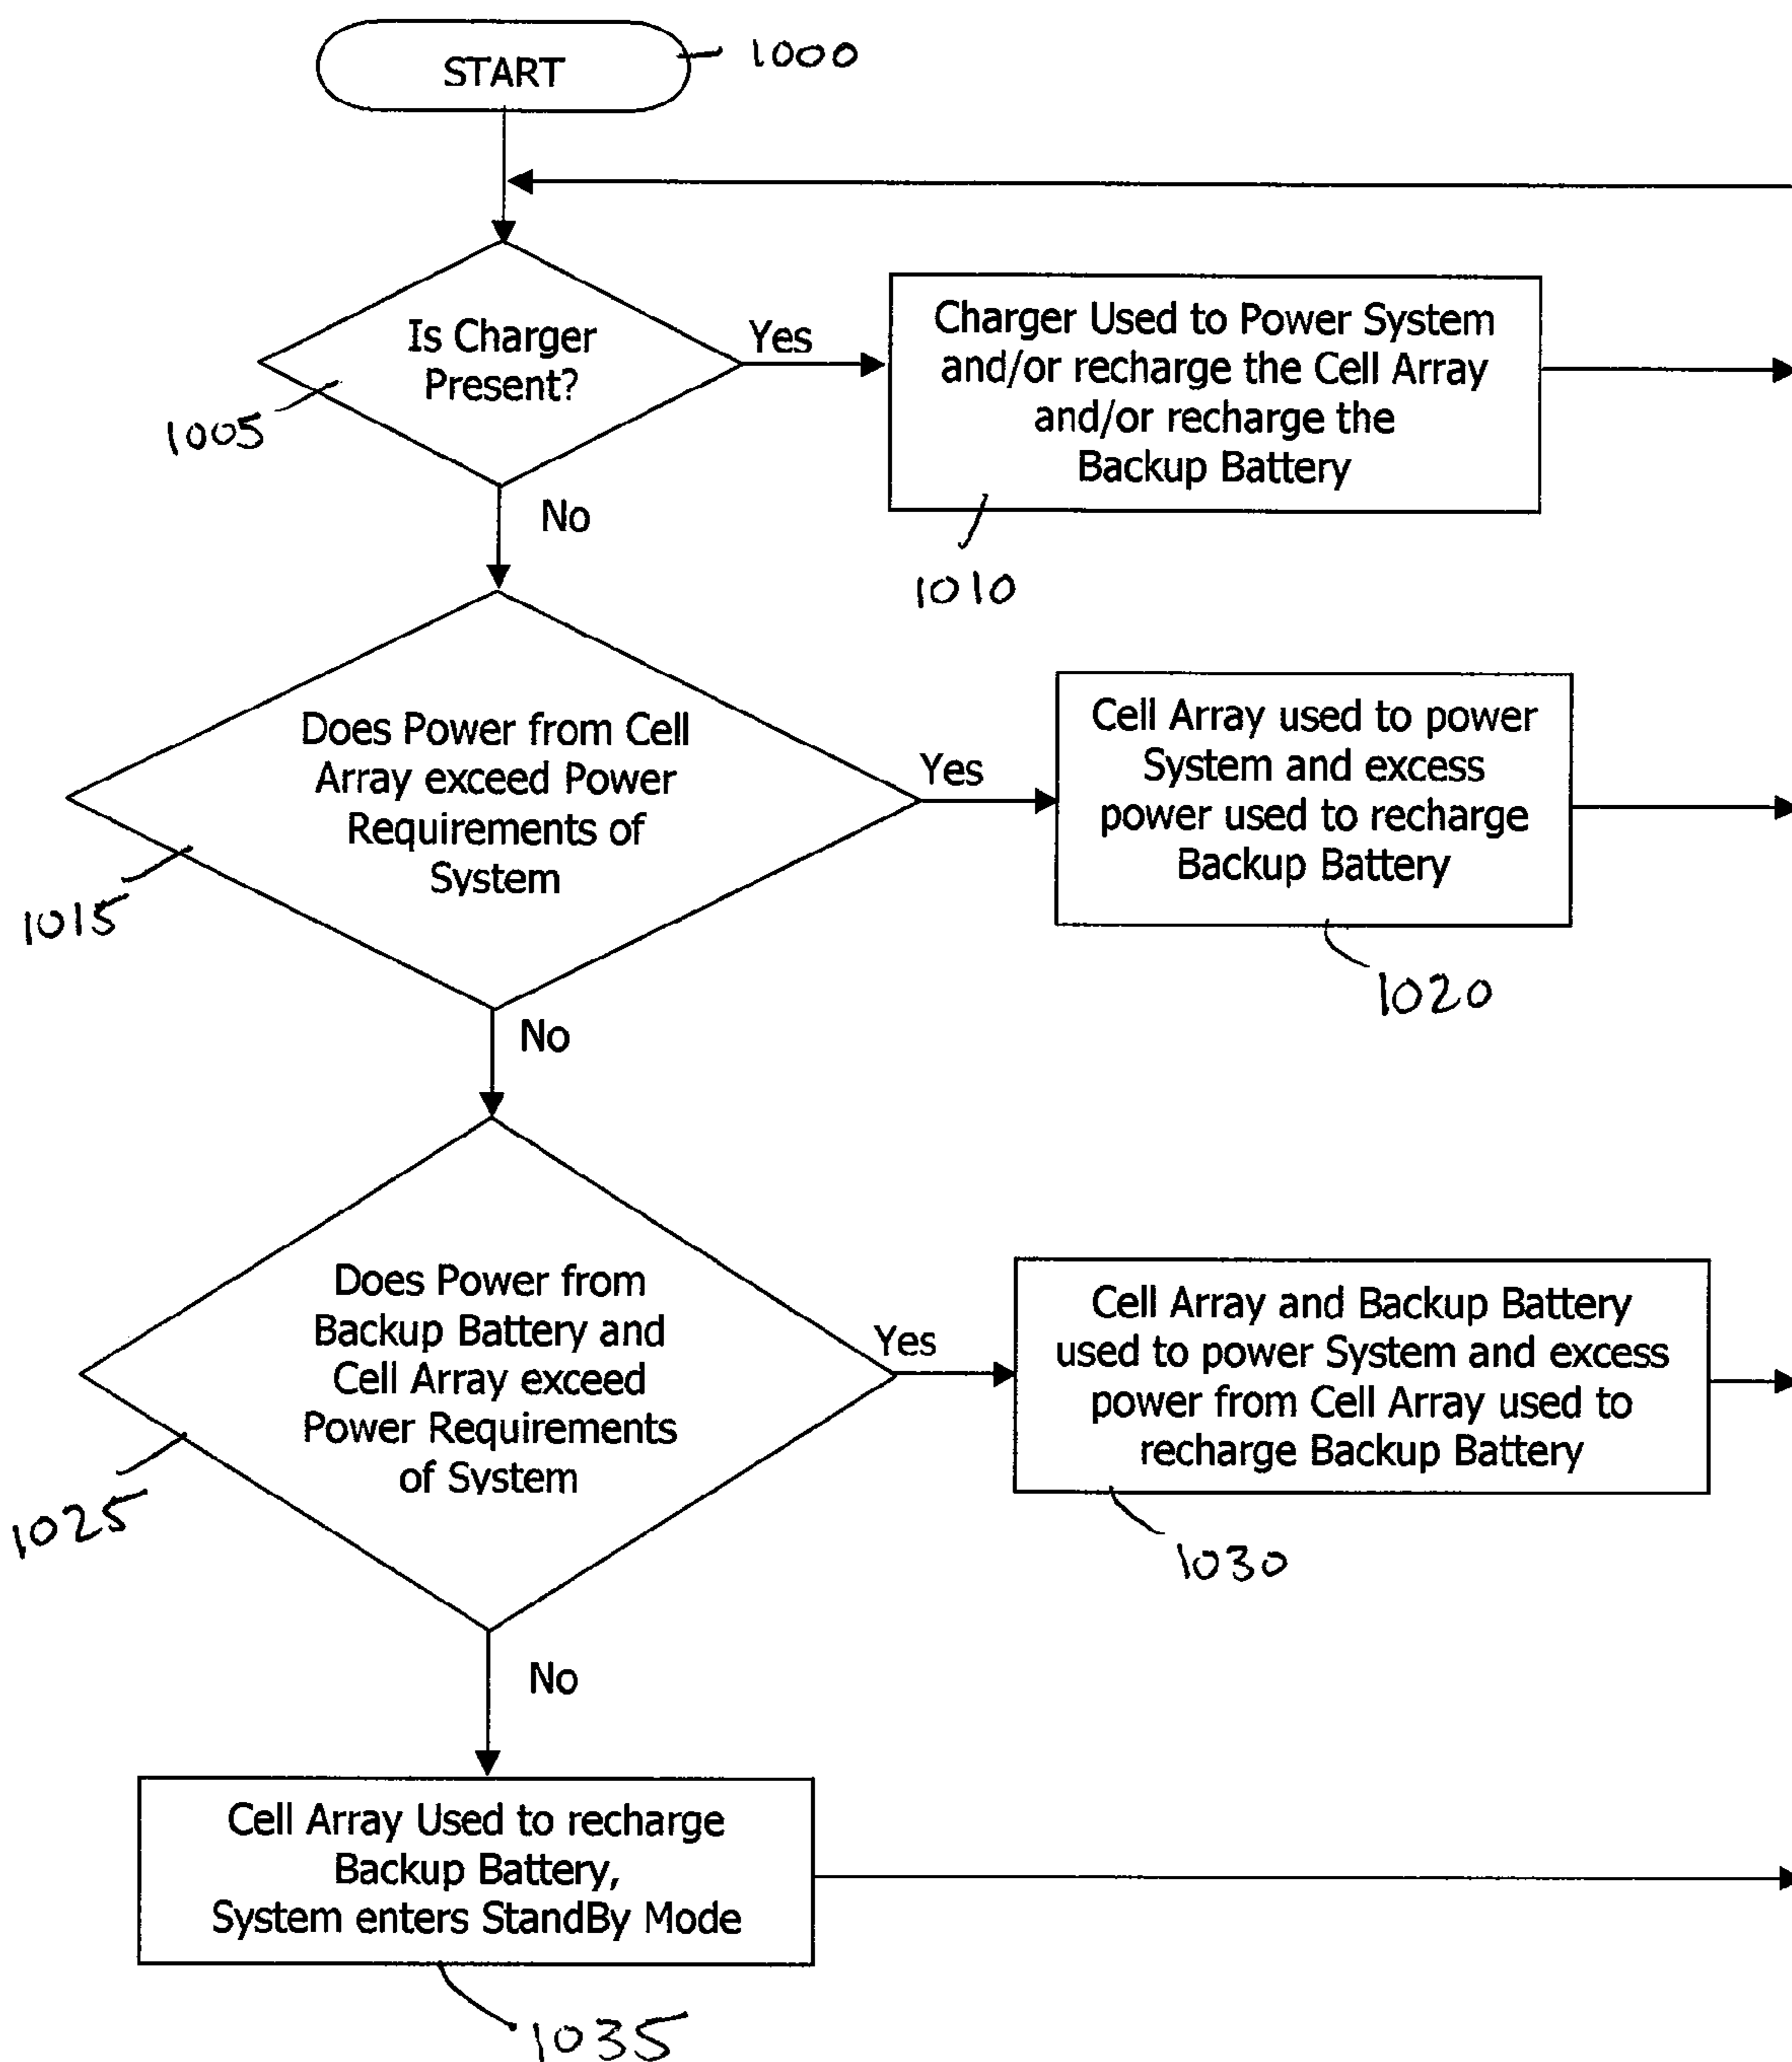 START
1000
Is Charger
Present?
1005
Yes
Charger Used to Power System
and/or recharge the Cell Array
and/or recharge the
Backup Battery
1010
No
Does Power from Cell
Array exceed Power
Requirements of
System
1015
Yes
Cell Array used to power
System and excess
power used to recharge
Backup Battery
1020
No
Does Power from
Backup Battery and
Cell Array exceed
Power Requirements
of System
1025
Yes
Cell Array and Backup Battery
used to power System and excess
power from Cell Array used to
recharge Backup Battery
1030
No
Cell Array Used to recharge
Backup Battery,
System enters StandBy Mode
1035